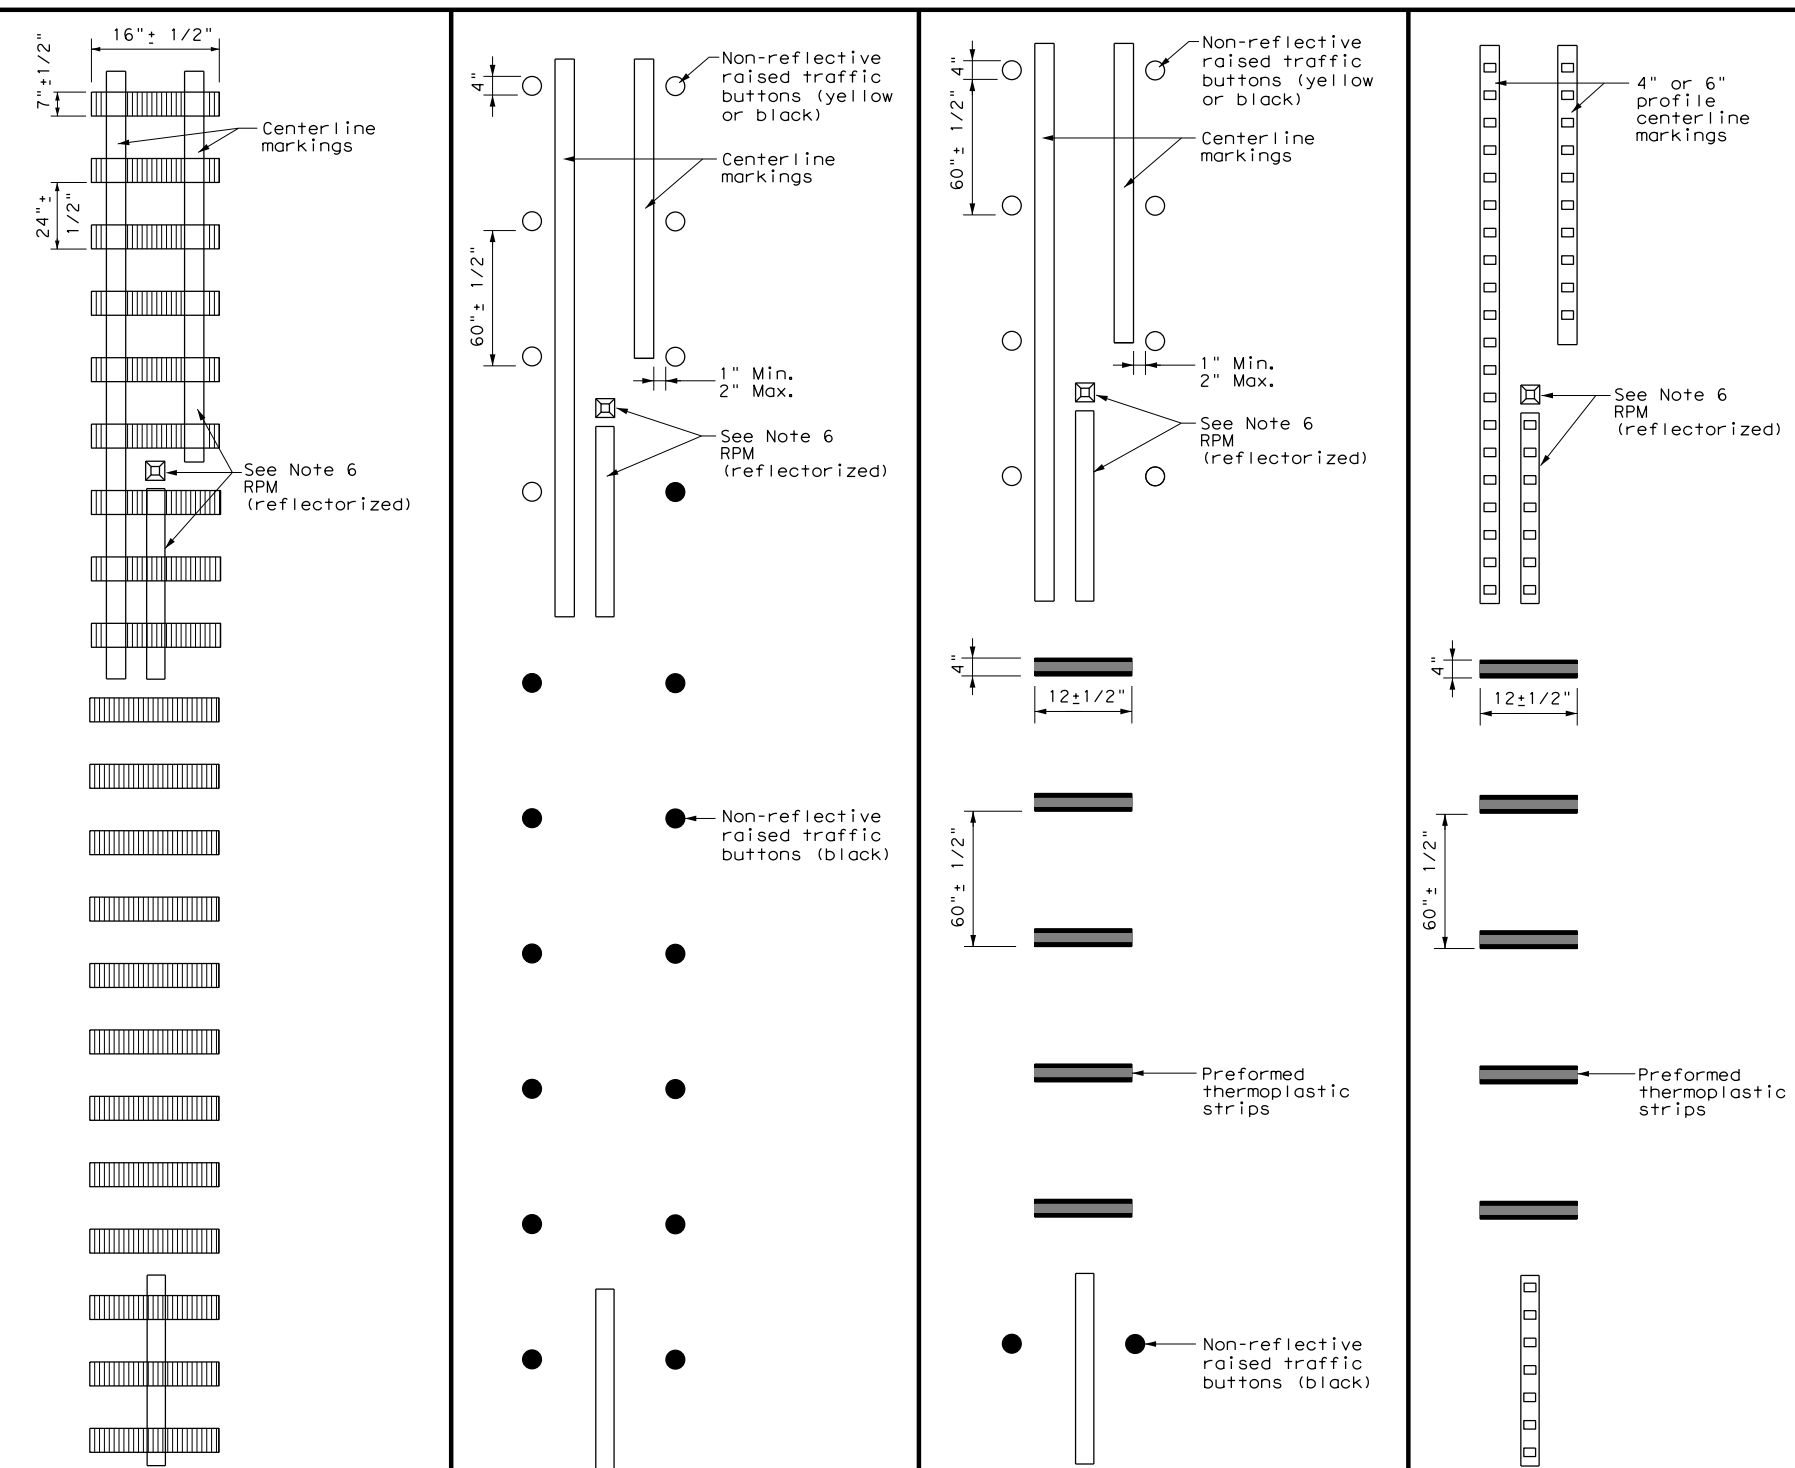 16"± 1/2"
7"±1/2"
Centerline
markings
24"±
1/2"
See Note 6
RPM
(reflectorized)
4"
Non-reflective
raised traffic
buttons (yellow
or black)
Centerline
markings
60"± 1/2"
1" Min.
2" Max.
See Note 6
RPM
(reflectorized)
Non-reflective
raised traffic
buttons (black)
4"
60"± 1/2"
Non-reflective
raised traffic
buttons (yellow
or black)
Centerline
markings
1" Min.
2" Max.
See Note 6
RPM
(reflectorized)
4"
12±1/2"
60"± 1/2"
Preformed
thermoplastic
strips
Non-reflective
raised traffic
buttons (black)
4" or 6"
profile
centerline
markings
See Note 6
RPM
(reflectorized)
4"
12±1/2"
60"± 1/2"
Preformed
thermoplastic
strips